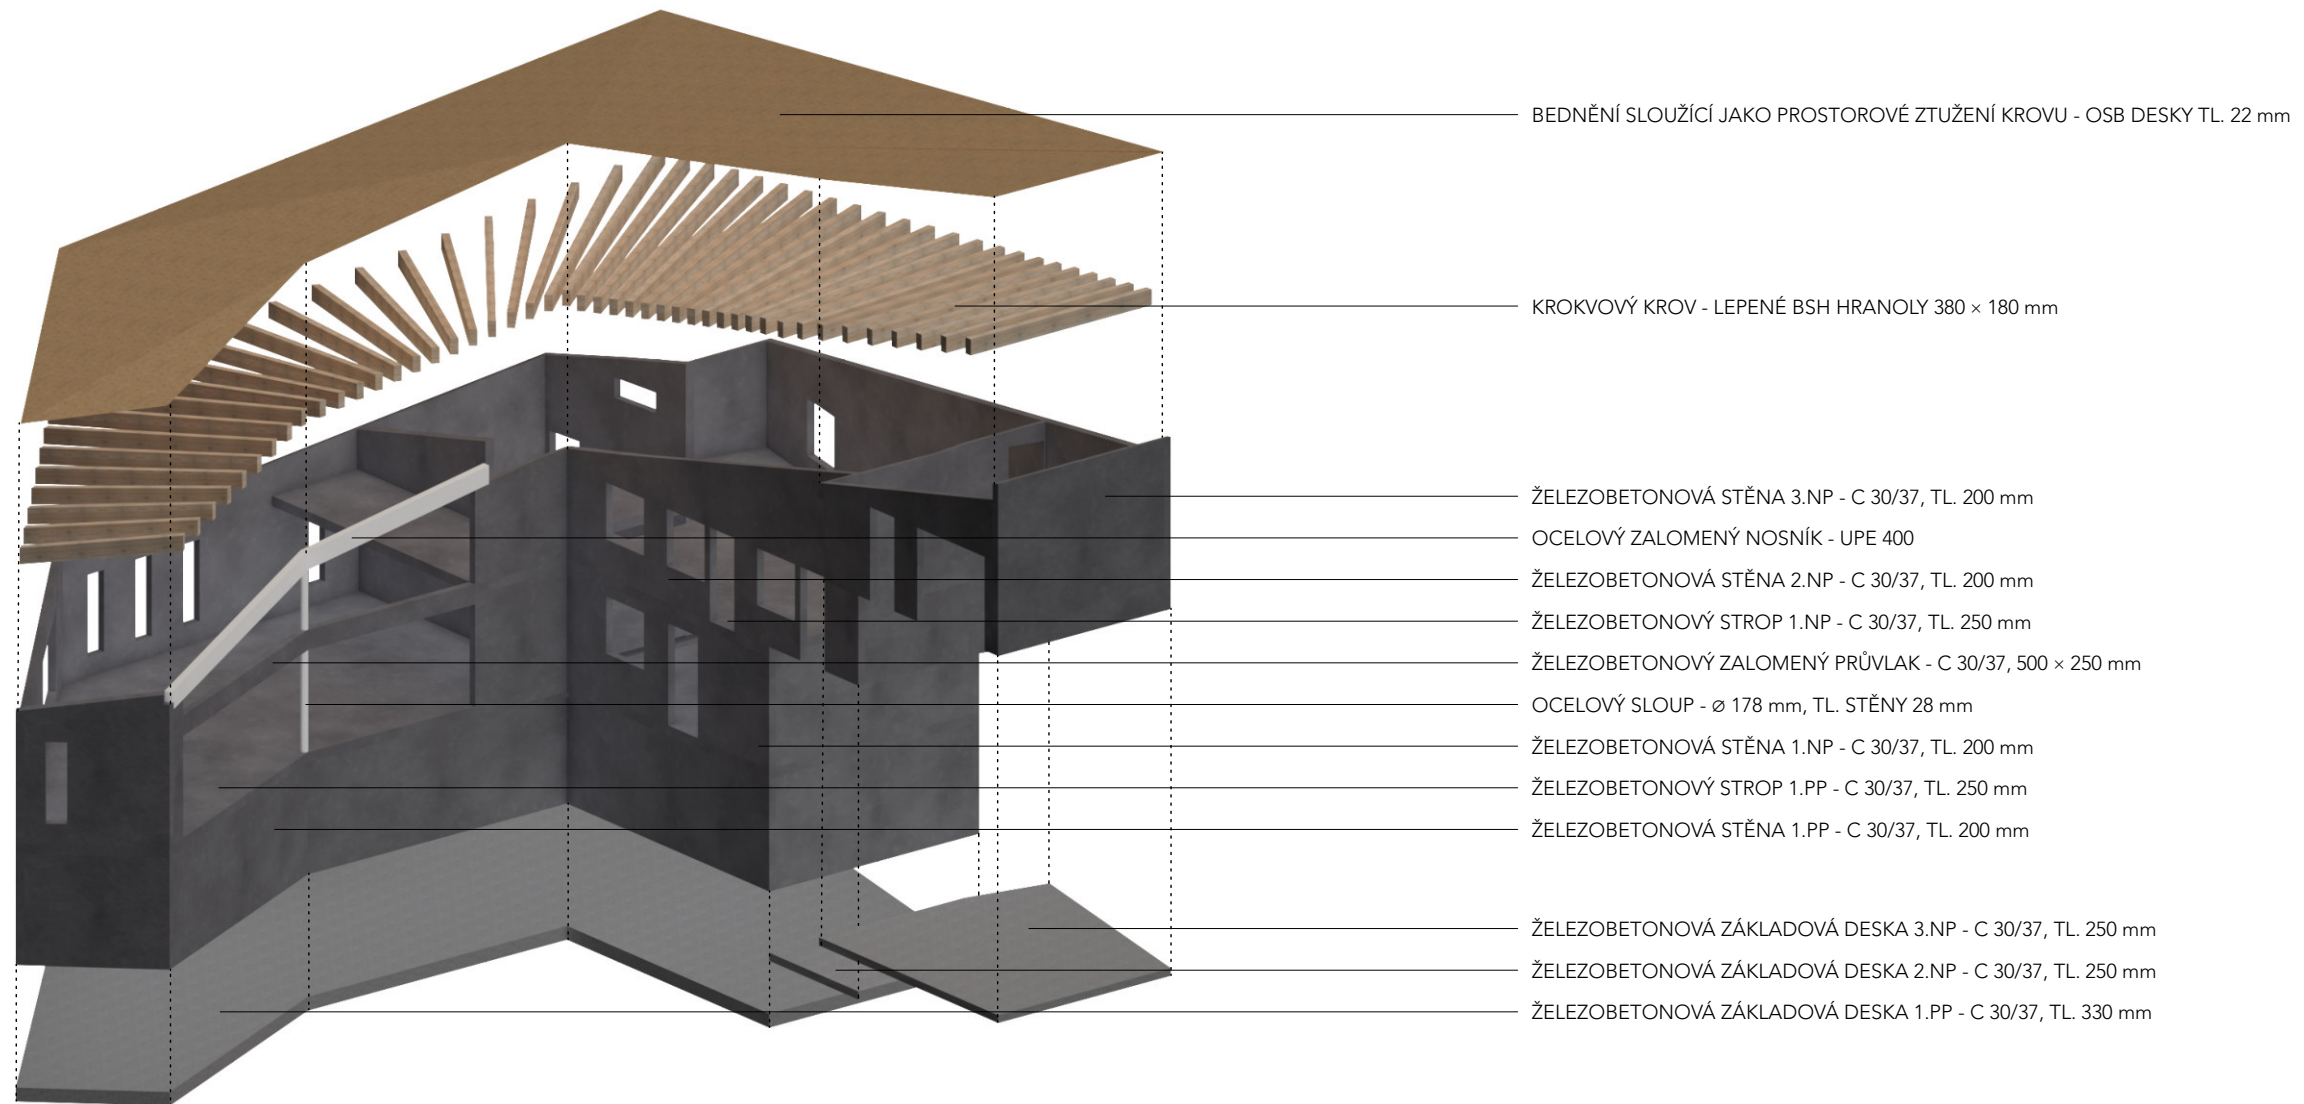 BEDNĚNÍ SLOUŽÍCÍ JAKO PROSTOROVÉ ZTUŽENÍ KROVU - OSB DESKY TL. 22 mm
KROKVOVÝ KROV - LEPENÉ BSH HRANOLY 380 × 180 mm
ŽELEZOBETONOVÁ STĚNA 3.NP - C 30/37, TL. 200 mm
OCELOVÝ ZALOMENÝ NOSNÍK - UPE 400
ŽELEZOBETONOVÁ STĚNA 2.NP - C 30/37, TL. 200 mm
ŽELEZOBETONOVÝ STROP 1.NP - C 30/37, TL. 250 mm
ŽELEZOBETONOVÝ ZALOMENÝ PRŮVLAK - C 30/37, 500 × 250 mm
OCELOVÝ SLOUP - ⌀ 178 mm, TL. STĚNY 28 mm
ŽELEZOBETONOVÁ STĚNA 1.NP - C 30/37, TL. 200 mm
ŽELEZOBETONOVÝ STROP 1.PP - C 30/37, TL. 250 mm
ŽELEZOBETONOVÁ STĚNA 1.PP - C 30/37, TL. 200 mm
ŽELEZOBETONOVÁ ZÁKLADOVÁ DESKA 3.NP - C 30/37, TL. 250 mm
ŽELEZOBETONOVÁ ZÁKLADOVÁ DESKA 2.NP - C 30/37, TL. 250 mm
ŽELEZOBETONOVÁ ZÁKLADOVÁ DESKA 1.PP - C 30/37, TL. 330 mm